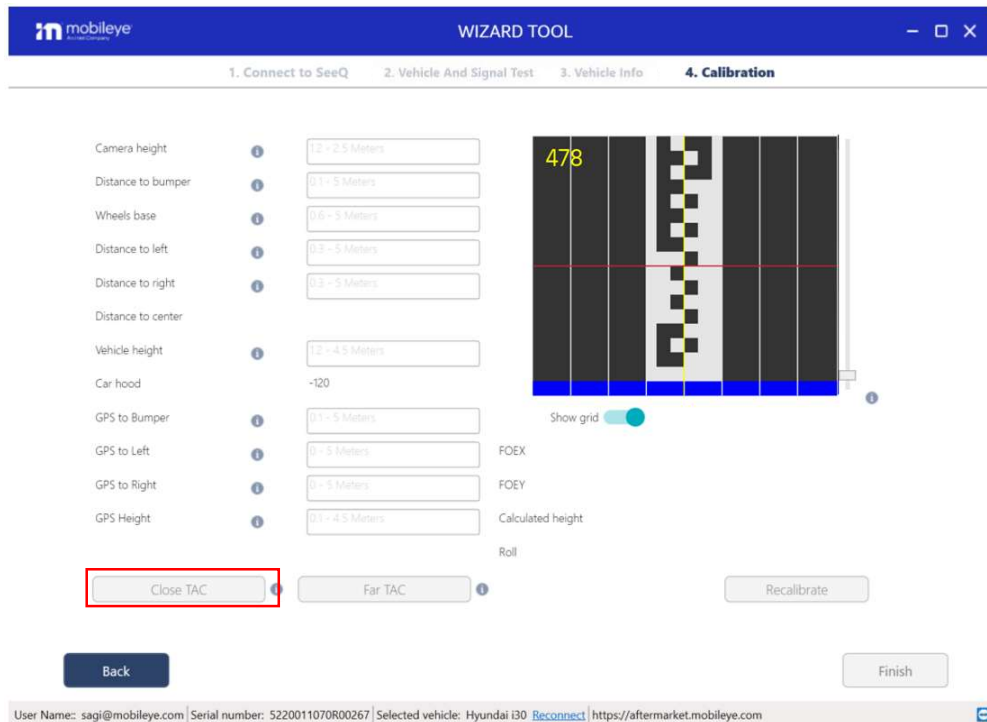 mobileye
An Intel Company
WIZARD TOOL
1. Connect to SeeQ 2. Vehicle And Signal Test 3. Vehicle Info 4. Calibration
Camera height 1.2 - 2.5 Meters
478
Distance to bumper 0.1 - 5 Meters
Wheels base 0.6 - 5 Meters
Distance to left 0.3 - 5 Meters
Distance to right 0.3 - 5 Meters
Distance to center
Vehicle height 1.2 - 4.5 Meters
Car hood -120
GPS to Bumper 0.1 - 5 Meters
Show grid
GPS to Left 0 - 5 Meters FOEX
GPS to Right 0 - 5 Meters FOEY
GPS Height 0.1 - 4.5 Meters Calculated height
Roll
Close TAC Far TAC Recalibrate
Back Finish
User Name:: sagi@mobileye.com Serial number: 5220011070R00267 Selected vehicle: Hyundai i30 Reconnect https://aftermarket.mobileye.com